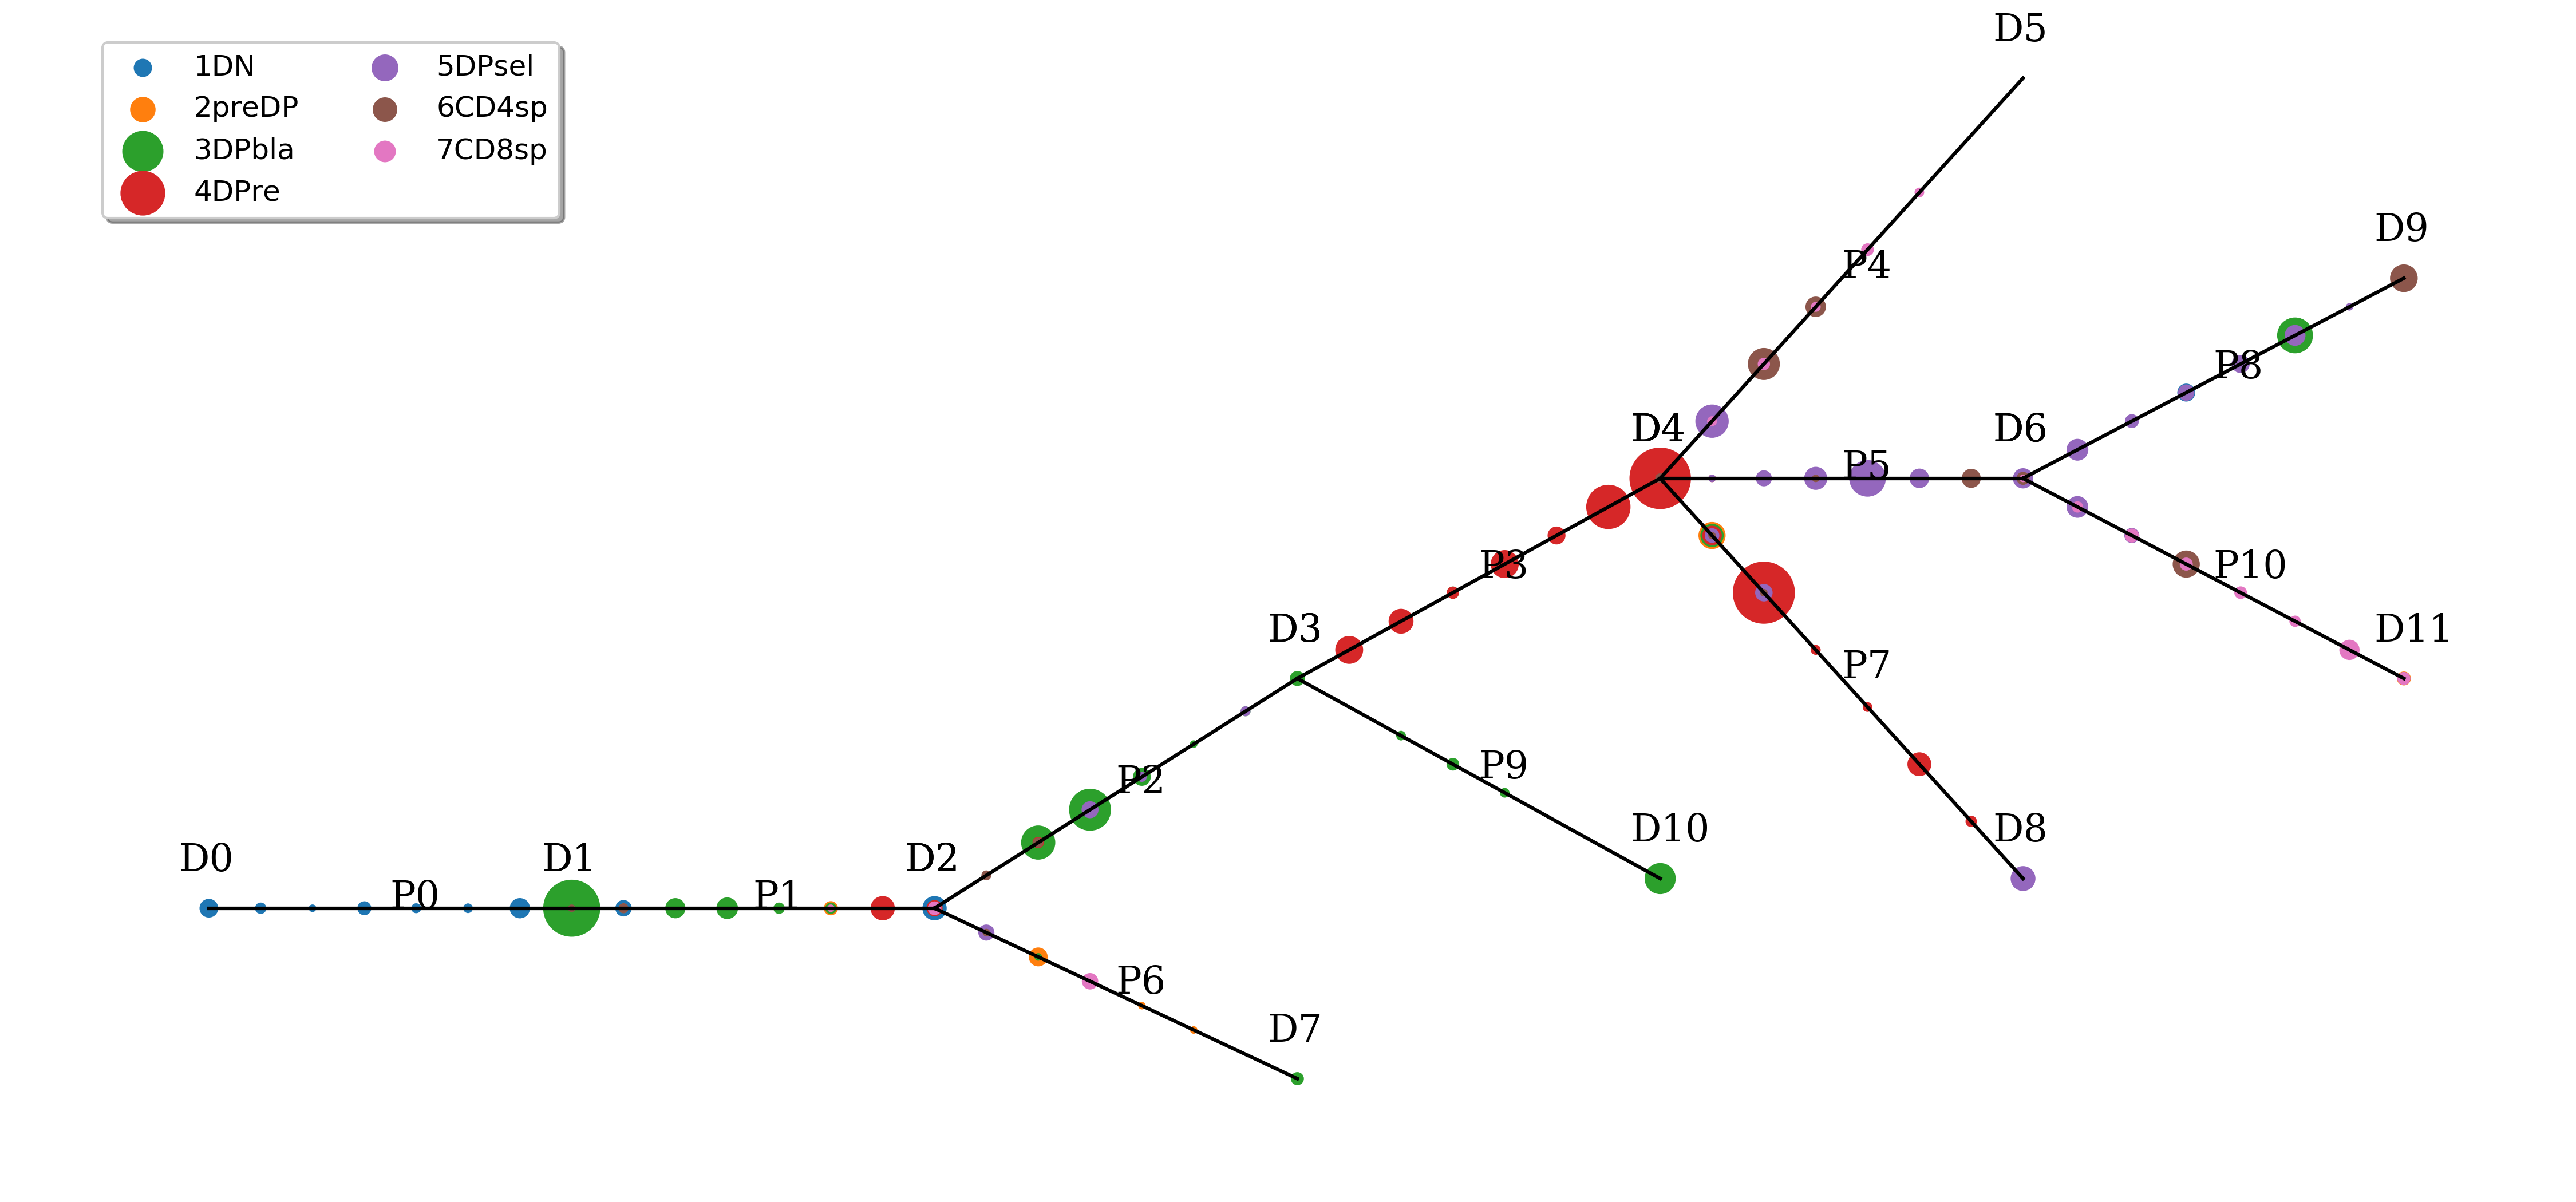 1DN
2preDP
3DPbla
4DPre
5DPsel
6CD4sp
7CD8sp
D5
D9
P4
P8
D4
D6
P5
P3
P10
D3
D11
P7
P2
P9
D10
D8
D0
D1
D2
P0
P1
P6
D7